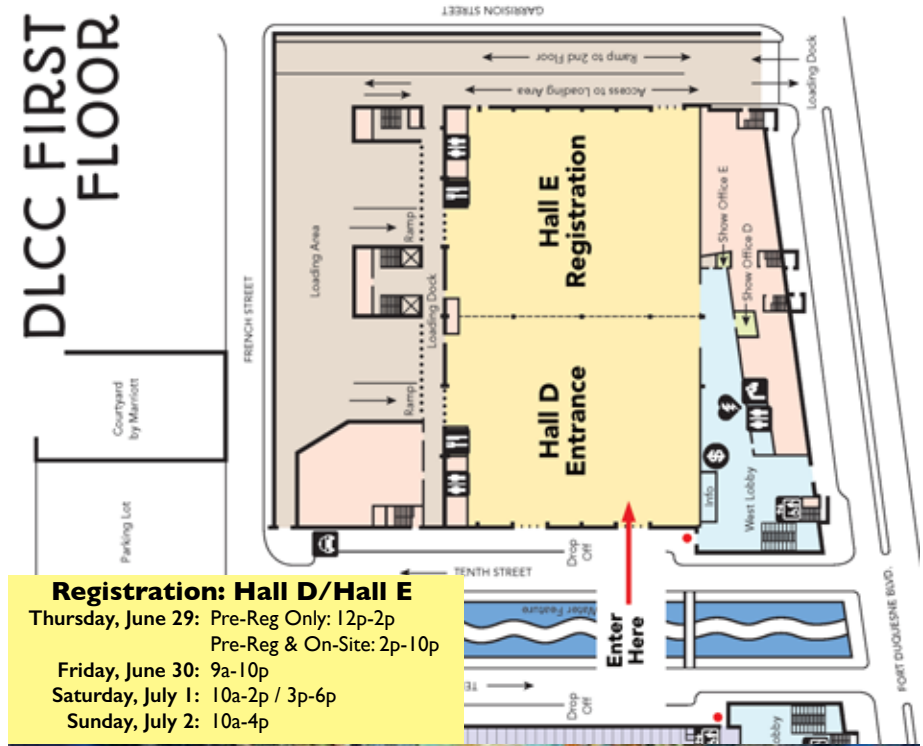 GARRISION STREET
DLCC FIRST
FLOOR
Ramp to 2nd Floor
Access to Loading Area
Loading Dock
Hall E
Registration
Show Office E
Show Office D
Ramp
Loading Area
Loading Dock
FRENCH STREET
Courtyard
by Marriott
Ramp
Hall D
Entrance
Parking Lot
$
Info
West Lobby
Drop
Off
TENTH STREET
Registration: Hall D/Hall E
Thursday, June 29: Pre-Reg Only: 12p-2p
Pre-Reg & On-Site: 2p-10p
Friday, June 30: 9a-10p
Saturday, July 1: 10a-2p / 3p-6p
Sunday, July 2: 10a-4p
Water Feature
Enter
Here
FORT DUQUESNE BLVD.
TE
Drop
Off
Lobby